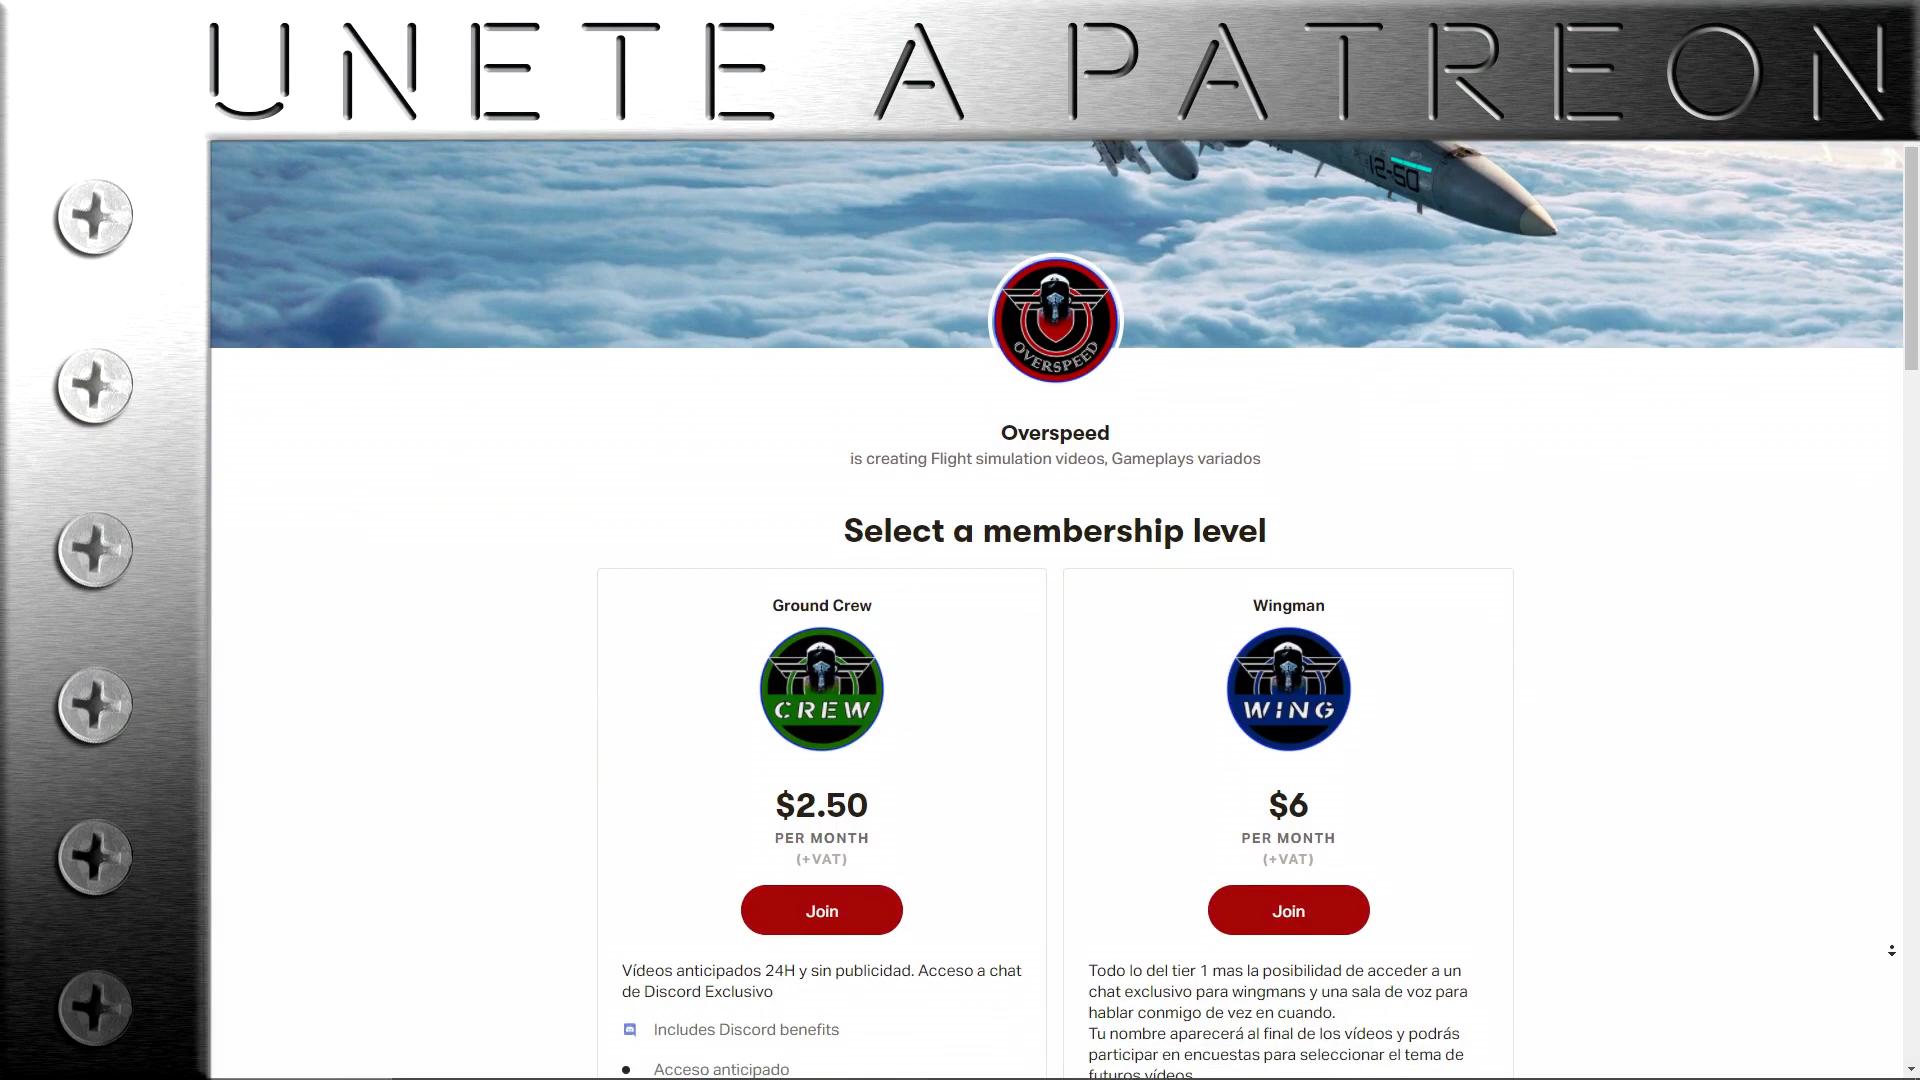 UNETE A PATREON
12-50
OVERSPEED
Overspeed
is creating Flight simulation videos, Gameplays variados
Select a membership level
Ground Crew
CREW
$2.50
PER MONTH
(+VAT)
Join
Vídeos anticipados 24H y sin publicidad. Acceso a chat
de Discord Exclusivo
Includes Discord benefits
Acceso anticipado
Wingman
WING
$6
PER MONTH
(+VAT)
Join
Todo lo del tier 1 mas la posibilidad de acceder a un
chat exclusivo para wingmans y una sala de voz para
hablar conmigo de vez en cuando.
Tu nombre aparecerá al final de los vídeos y podrás
participar en encuestas para seleccionar el tema de
futuros vídeos